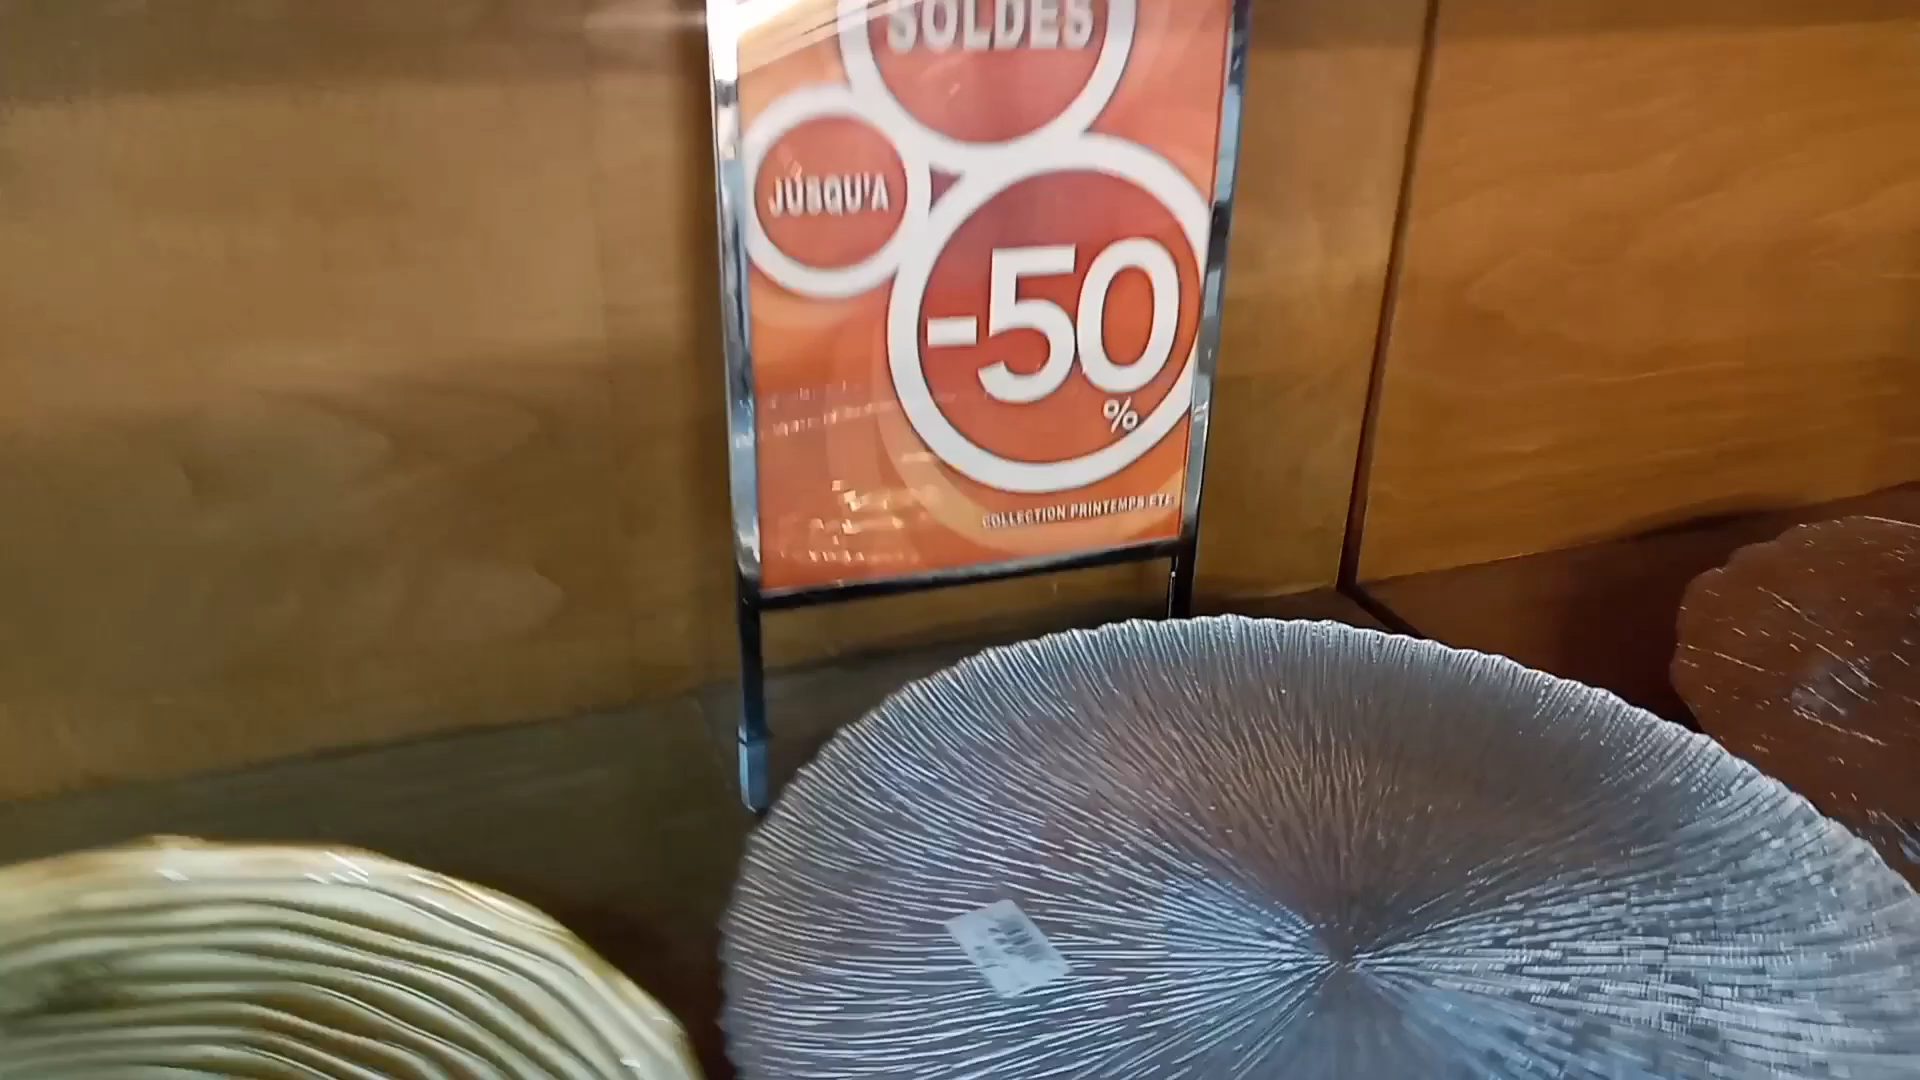 SOLDES
JUSQU'A
-50
%
COLLECTION PRINTEMPS ETE